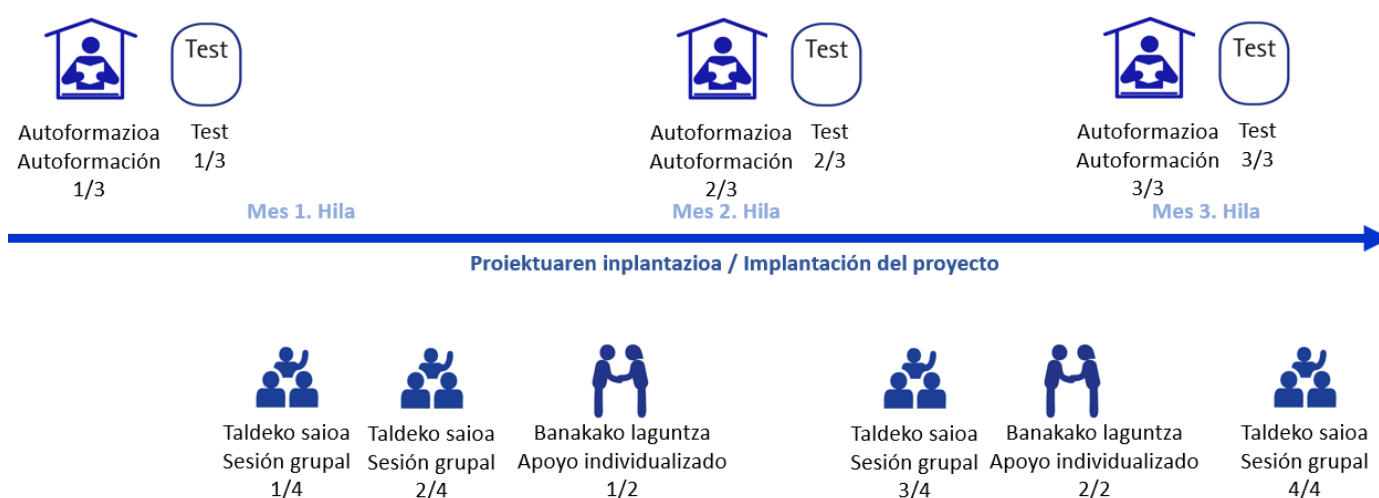 Test
Autoformazioa
Autoformación
1/3
Test
1/3
Test
Autoformazioa
Autoformación
2/3
Test
2/3
Test
Autoformazioa
Autoformación
3/3
Test
3/3
Mes 1. Hila
Mes 2. Hila
Mes 3. Hila
Proiektuaren inplantazioa / Implantación del proyecto
Taldeko saioa
Sesión grupal
1/4
Taldeko saioa
Sesión grupal
2/4
Banakako laguntza
Apoyo individualizado
1/2
Taldeko saioa
Sesión grupal
3/4
Banakako laguntza
Apoyo individualizado
2/2
Taldeko saioa
Sesión grupal
4/4